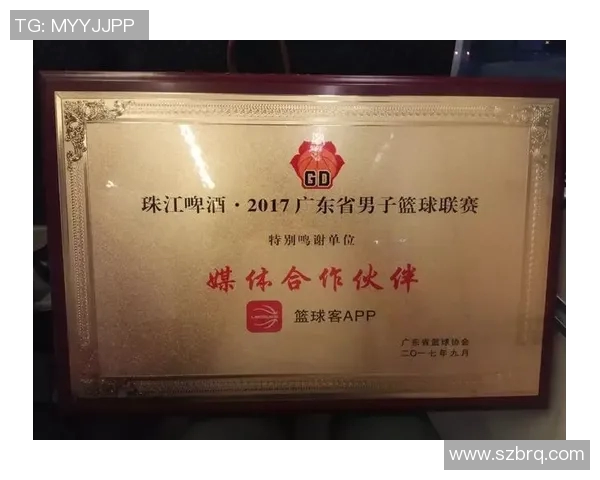 TG: MYYJJPP
GD
珠江啤酒·2017广东省男子篮球联赛
特别鸣谢单位
媒体合作伙伴
篮球客APP
广东省篮球协会
二〇一七年九月
www.szbrq.com